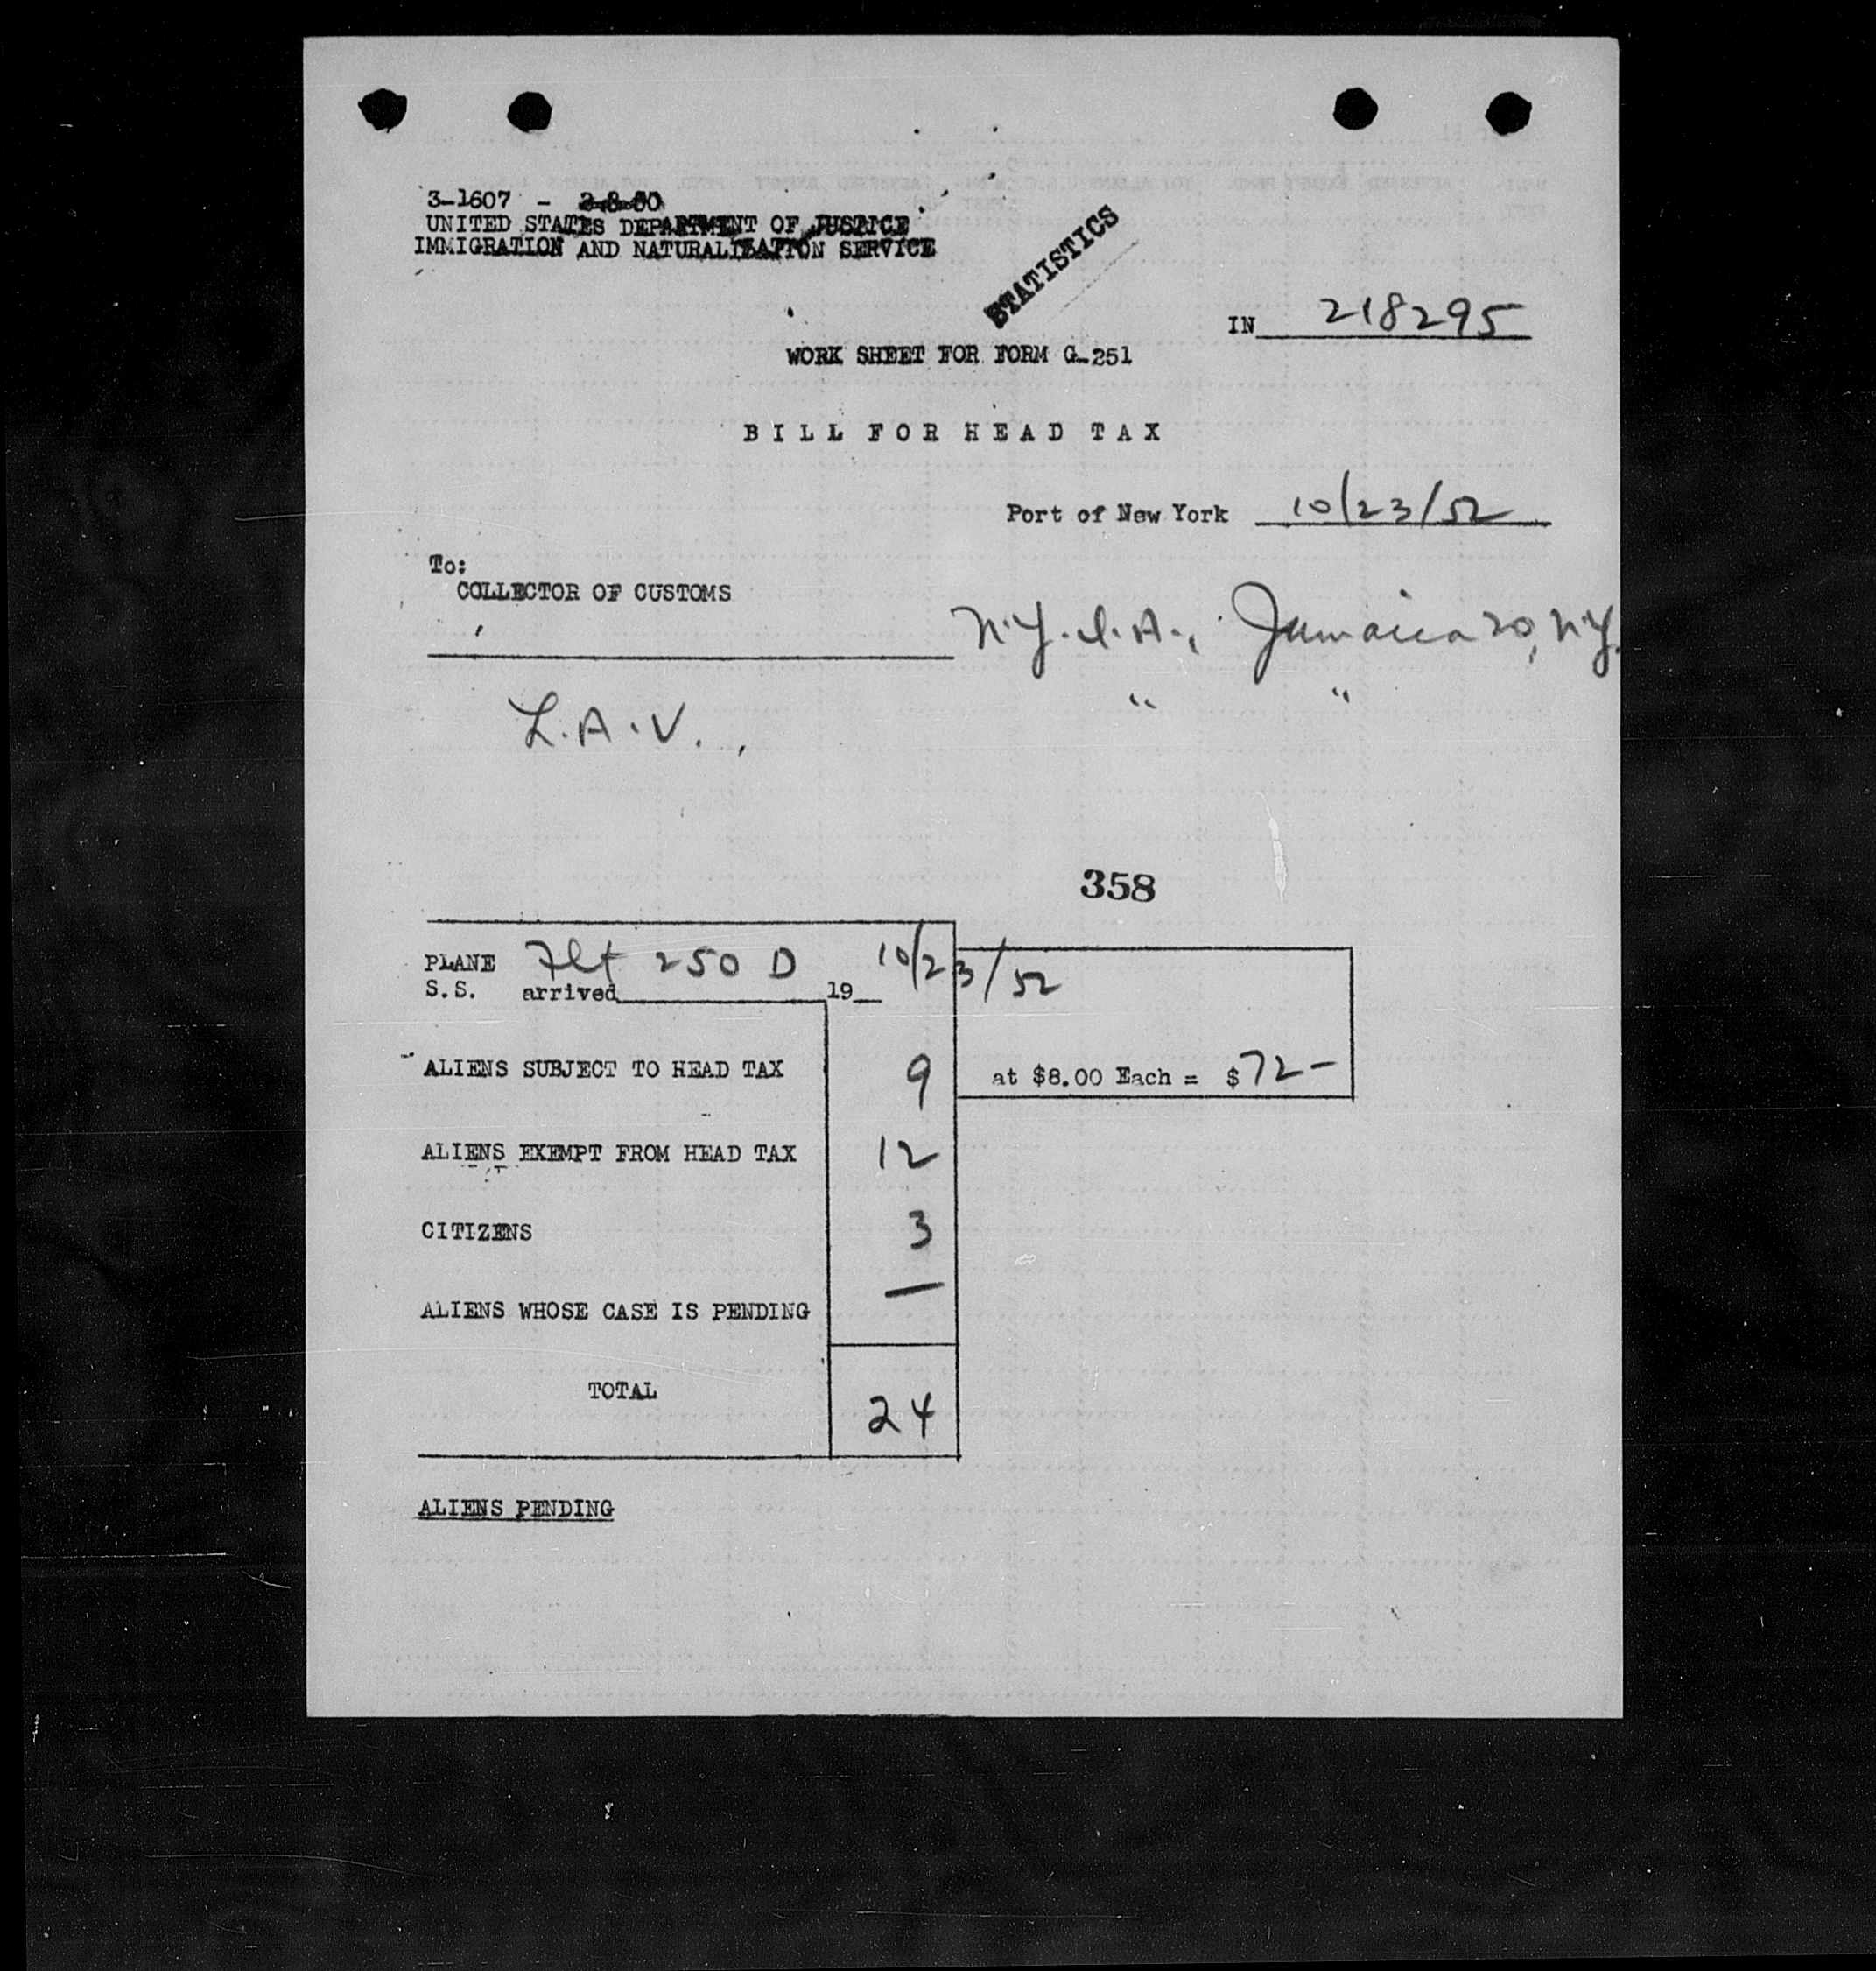 3-1607 - 2-8-50
UNITED STATES DEPARTMENT OF JUSTICE
IMMIGRATION AND NATURALIZATION SERVICE
STATISTICS
IN 218295
WORK SHEET FOR FORM G-251
BILL FOR HEAD TAX
Port of New York 10/23/52
To:
COLLECTOR OF CUSTOMS
N.Y.I.A., Jamaica 20, N.Y.
L.A.V. " "
358
PLANE Flt 250 D 10/23/52
S.S. arrived 19
ALIENS SUBJECT TO HEAD TAX 9 at $8.00 Each = $72-
ALIENS EXEMPT FROM HEAD TAX 12
CITIZENS 3
ALIENS WHOSE CASE IS PENDING —
TOTAL 24
ALIENS PENDING